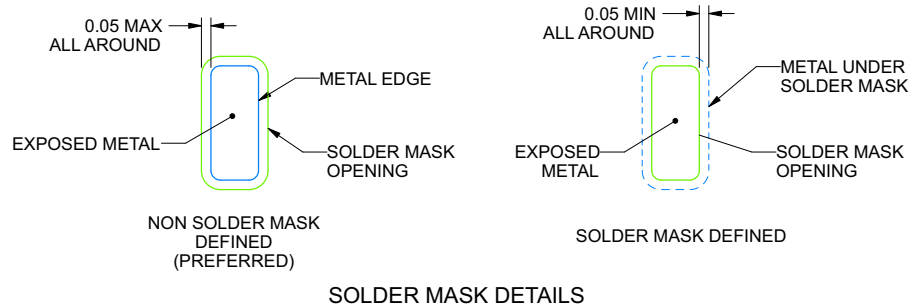 0.05 MAX
ALL AROUND
METAL EDGE
EXPOSED METAL
SOLDER MASK
OPENING
NON SOLDER MASK
DEFINED
(PREFERRED)
0.05 MIN
ALL AROUND
METAL UNDER
SOLDER MASK
EXPOSED
METAL
SOLDER MASK
OPENING
SOLDER MASK DEFINED
SOLDER MASK DETAILS